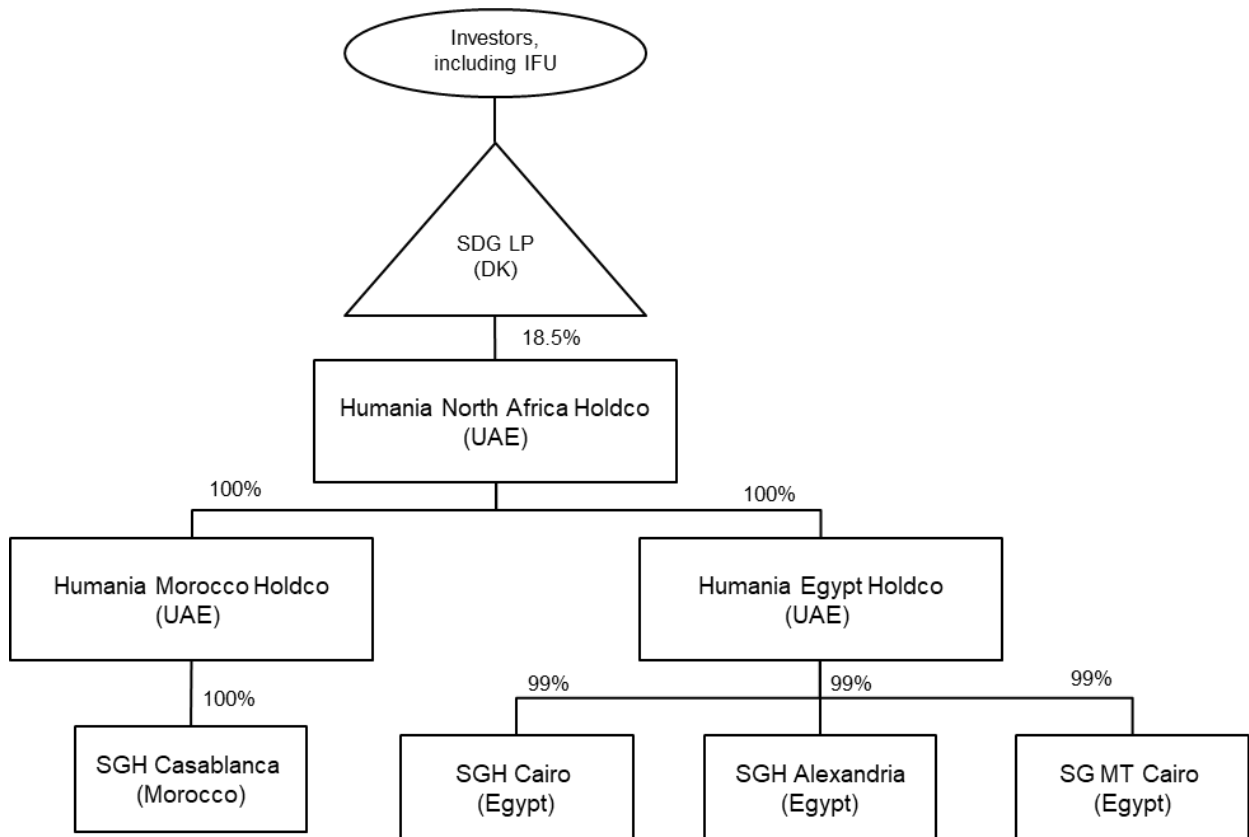 Investors,
including IFU
SDG LP
(DK)
18.5%
Humania North Africa Holdco
(UAE)
100%
100%
Humania Morocco Holdco
(UAE)
Humania Egypt Holdco
(UAE)
100%
99%
99%
99%
SGH Casablanca
(Morocco)
SGH Cairo
(Egypt)
SGH Alexandria
(Egypt)
SG MT Cairo
(Egypt)